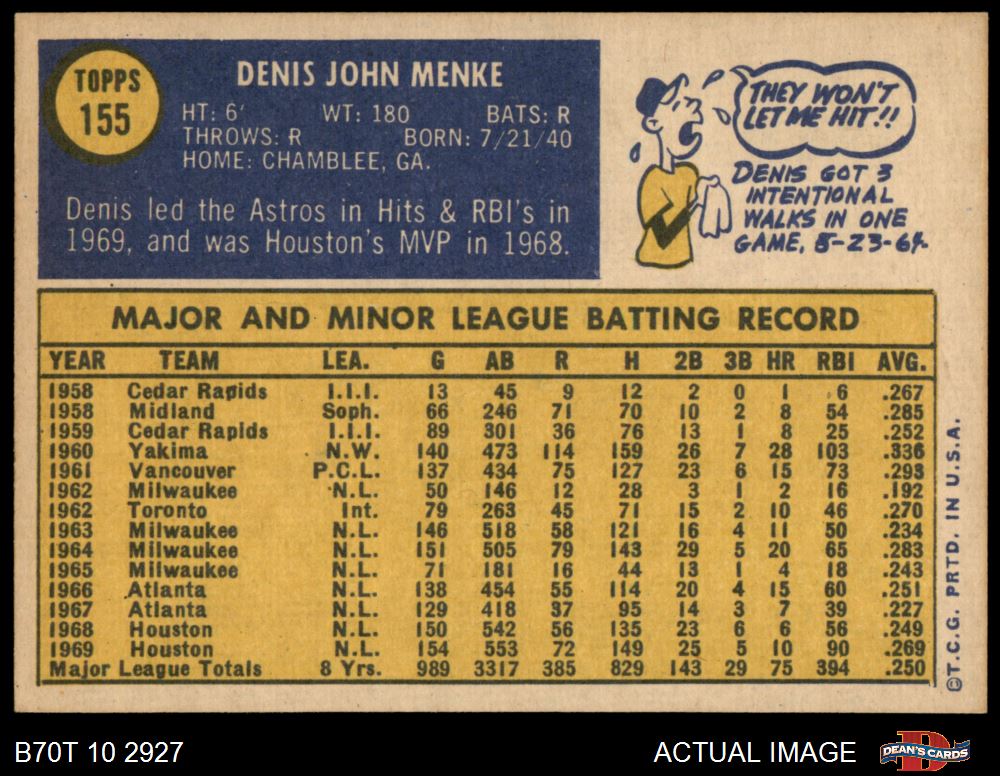 TOPPS
155
DENIS JOHN MENKE
HT: 6' WT: 180 BATS: R
THROWS: R BORN: 7/21/40
HOME: CHAMBLEE, GA.
Denis led the Astros in Hits & RBI's in
1969, and was Houston's MVP in 1968.
THEY WON'T
LET ME HIT!!
DENIS GOT 3
INTENTIONAL
WALKS IN ONE
GAME, 5-23-64.
MAJOR AND MINOR LEAGUE BATTING RECORD
YEAR TEAM LEA. G AB R H 2B 3B HR RBI AVG.
1958 Cedar Rapids I.I.I. 13 45 9 12 2 0 1 6 .267
1958 Midland Soph. 66 246 71 70 10 2 8 54 .285
1959 Cedar Rapids I.I.I. 89 301 36 76 13 1 8 25 .252
1960 Yakima N.W. 140 473 114 159 26 7 28 103 .336
1961 Vancouver P.C.L. 137 434 75 127 23 6 15 73 .293
1962 Milwaukee N.L. 50 146 12 28 3 1 2 16 .192
1962 Toronto Int. 79 263 45 71 15 2 10 46 .270
1963 Milwaukee N.L. 146 518 58 121 16 4 11 50 .234
1964 Milwaukee N.L. 151 505 79 143 29 5 20 65 .283
1965 Milwaukee N.L. 71 181 16 44 13 1 4 18 .243
1966 Atlanta N.L. 138 454 55 114 20 4 15 60 .251
1967 Atlanta N.L. 129 418 37 95 14 3 7 39 .227
1968 Houston N.L. 150 542 56 135 23 6 6 56 .249
1969 Houston N.L. 154 553 72 149 25 5 10 90 .269
Major League Totals 8 Yrs. 989 3317 385 829 143 29 75 394 .250
©T.C.G. PRTD. IN U.S.A.
B70T 10 2927
ACTUAL IMAGE
DEAN'S CARDS